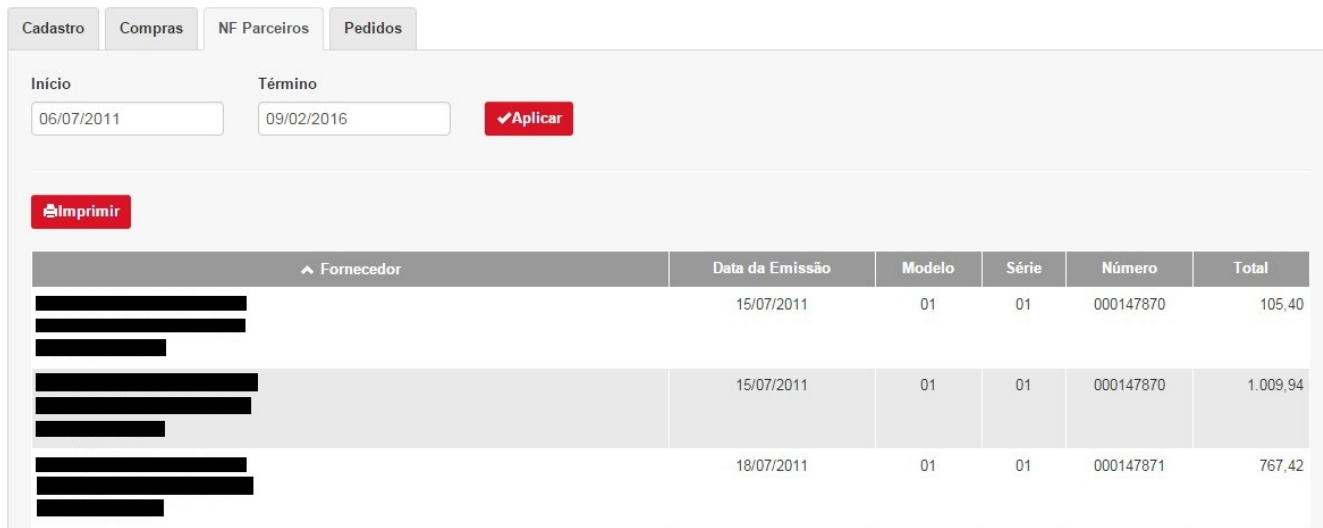 Cadastro Compras NF Parceiros Pedidos
Início Término
06/07/2011 09/02/2016 Aplicar
Imprimir
Fornecedor Data da Emissão Modelo Série Número Total
15/07/2011 01 01 000147870 105,40
15/07/2011 01 01 000147870 1.009,94
18/07/2011 01 01 000147871 767,42